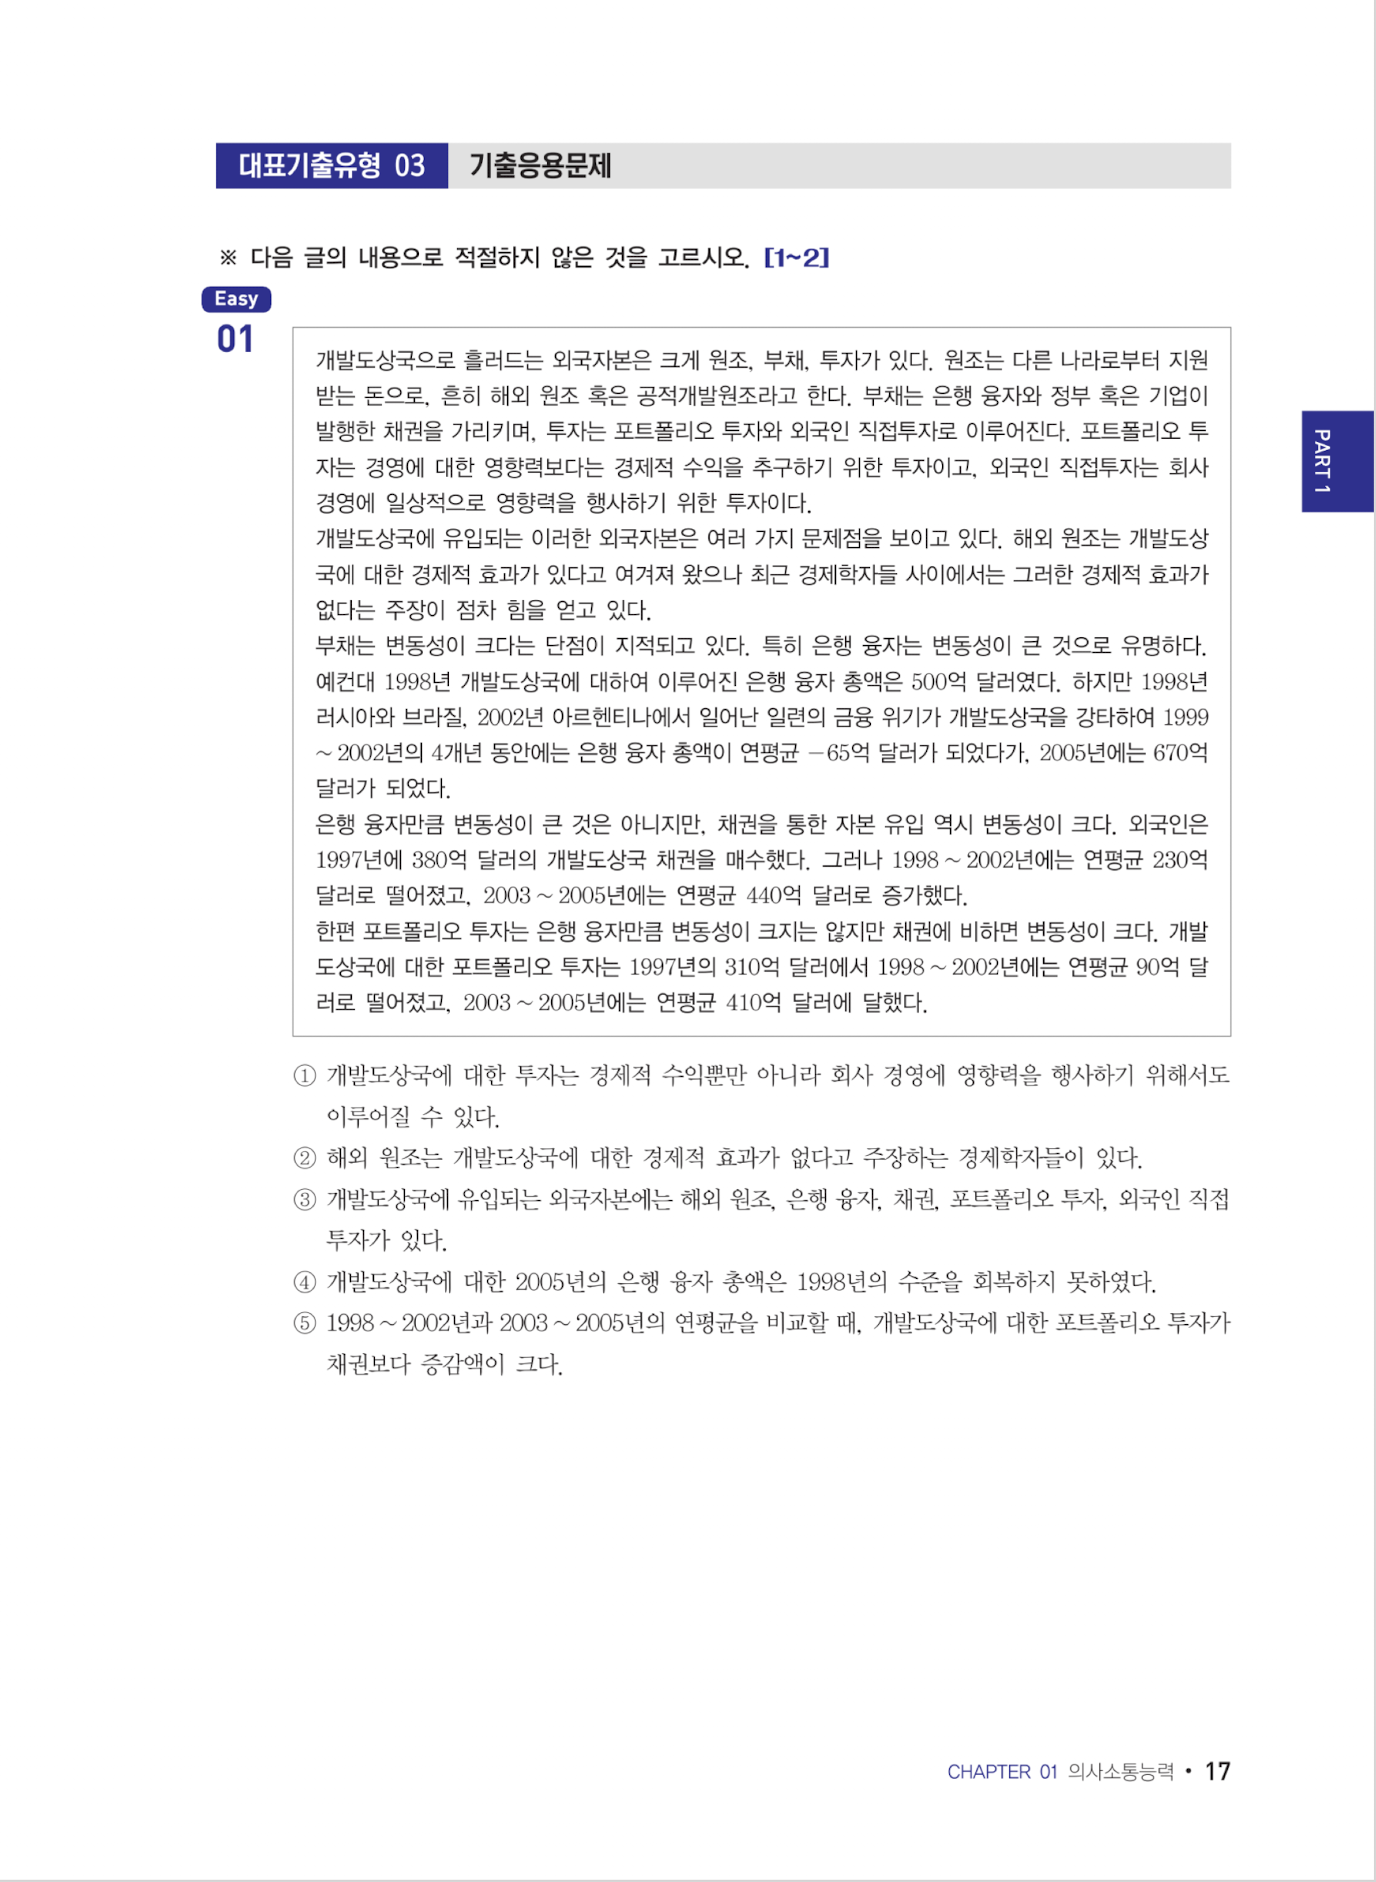 대표기출유형 03 기출응용문제
※ 다음 글의 내용으로 적절하지 않은 것을 고르시오. [1~2]
Easy
01
개발도상국으로 흘러드는 외국자본은 크게 원조, 부채, 투자가 있다. 원조는 다른 나라로부터 지원
받는 돈으로, 흔히 해외 원조 혹은 공적개발원조라고 한다. 부채는 은행 융자와 정부 혹은 기업이
발행한 채권을 가리키며, 투자는 포트폴리오 투자와 외국인 직접투자로 이루어진다. 포트폴리오 투
자는 경영에 대한 영향력보다는 경제적 수익을 추구하기 위한 투자이고, 외국인 직접투자는 회사
경영에 일상적으로 영향력을 행사하기 위한 투자이다.
개발도상국에 유입되는 이러한 외국자본은 여러 가지 문제점을 보이고 있다. 해외 원조는 개발도상
국에 대한 경제적 효과가 있다고 여겨져 왔으나 최근 경제학자들 사이에서는 그러한 경제적 효과가
없다는 주장이 점차 힘을 얻고 있다.
부채는 변동성이 크다는 단점이 지적되고 있다. 특히 은행 융자는 변동성이 큰 것으로 유명하다.
예컨대 1998년 개발도상국에 대하여 이루어진 은행 융자 총액은 500억 달러였다. 하지만 1998년
러시아와 브라질, 2002년 아르헨티나에서 일어난 일련의 금융 위기가 개발도상국을 강타하여 1999
~ 2002년의 4개년 동안에는 은행 융자 총액이 연평균 -65억 달러가 되었다가, 2005년에는 670억
달러가 되었다.
은행 융자만큼 변동성이 큰 것은 아니지만, 채권을 통한 자본 유입 역시 변동성이 크다. 외국인은
1997년에 380억 달러의 개발도상국 채권을 매수했다. 그러나 1998 ~ 2002년에는 연평균 230억
달러로 떨어졌고, 2003 ~ 2005년에는 연평균 440억 달러로 증가했다.
한편 포트폴리오 투자는 은행 융자만큼 변동성이 크지는 않지만 채권에 비하면 변동성이 크다. 개발
도상국에 대한 포트폴리오 투자는 1997년의 310억 달러에서 1998 ~ 2002년에는 연평균 90억 달
러로 떨어졌고, 2003 ~ 2005년에는 연평균 410억 달러에 달했다.
① 개발도상국에 대한 투자는 경제적 수익뿐만 아니라 회사 경영에 영향력을 행사하기 위해서도
이루어질 수 있다.
② 해외 원조는 개발도상국에 대한 경제적 효과가 없다고 주장하는 경제학자들이 있다.
③ 개발도상국에 유입되는 외국자본에는 해외 원조, 은행 융자, 채권, 포트폴리오 투자, 외국인 직접
투자가 있다.
④ 개발도상국에 대한 2005년의 은행 융자 총액은 1998년의 수준을 회복하지 못하였다.
⑤ 1998 ~ 2002년과 2003 ~ 2005년의 연평균을 비교할 때, 개발도상국에 대한 포트폴리오 투자가
채권보다 증감액이 크다.
PART 1
CHAPTER 01 의사소통능력 • 17